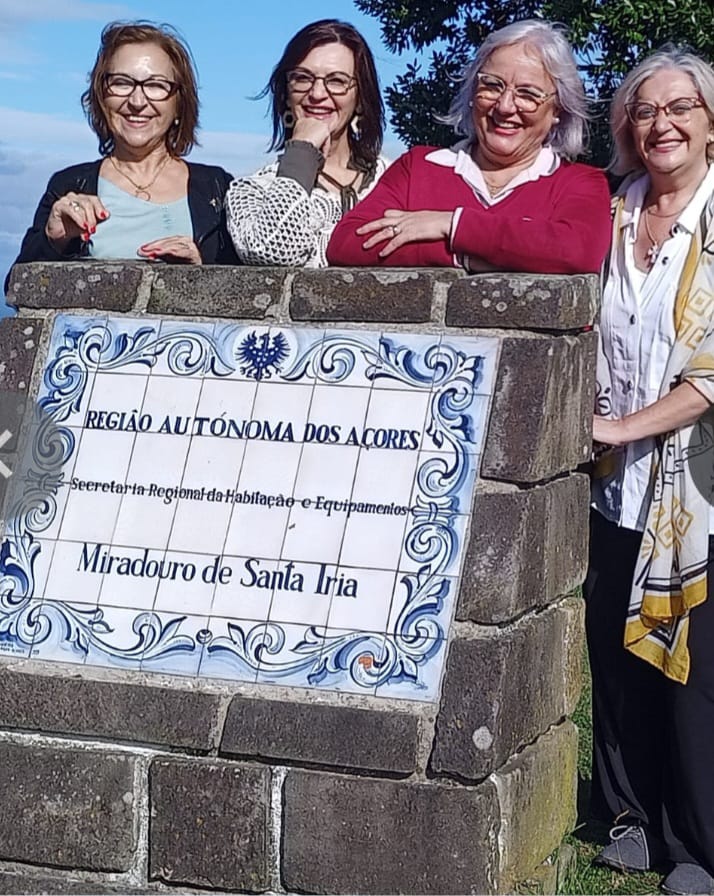 REGIÃO AUTÓNOMA DOS AÇORES
Secretaria Regional da Habitação e Equipamentos
Miradouro de Santa Iria